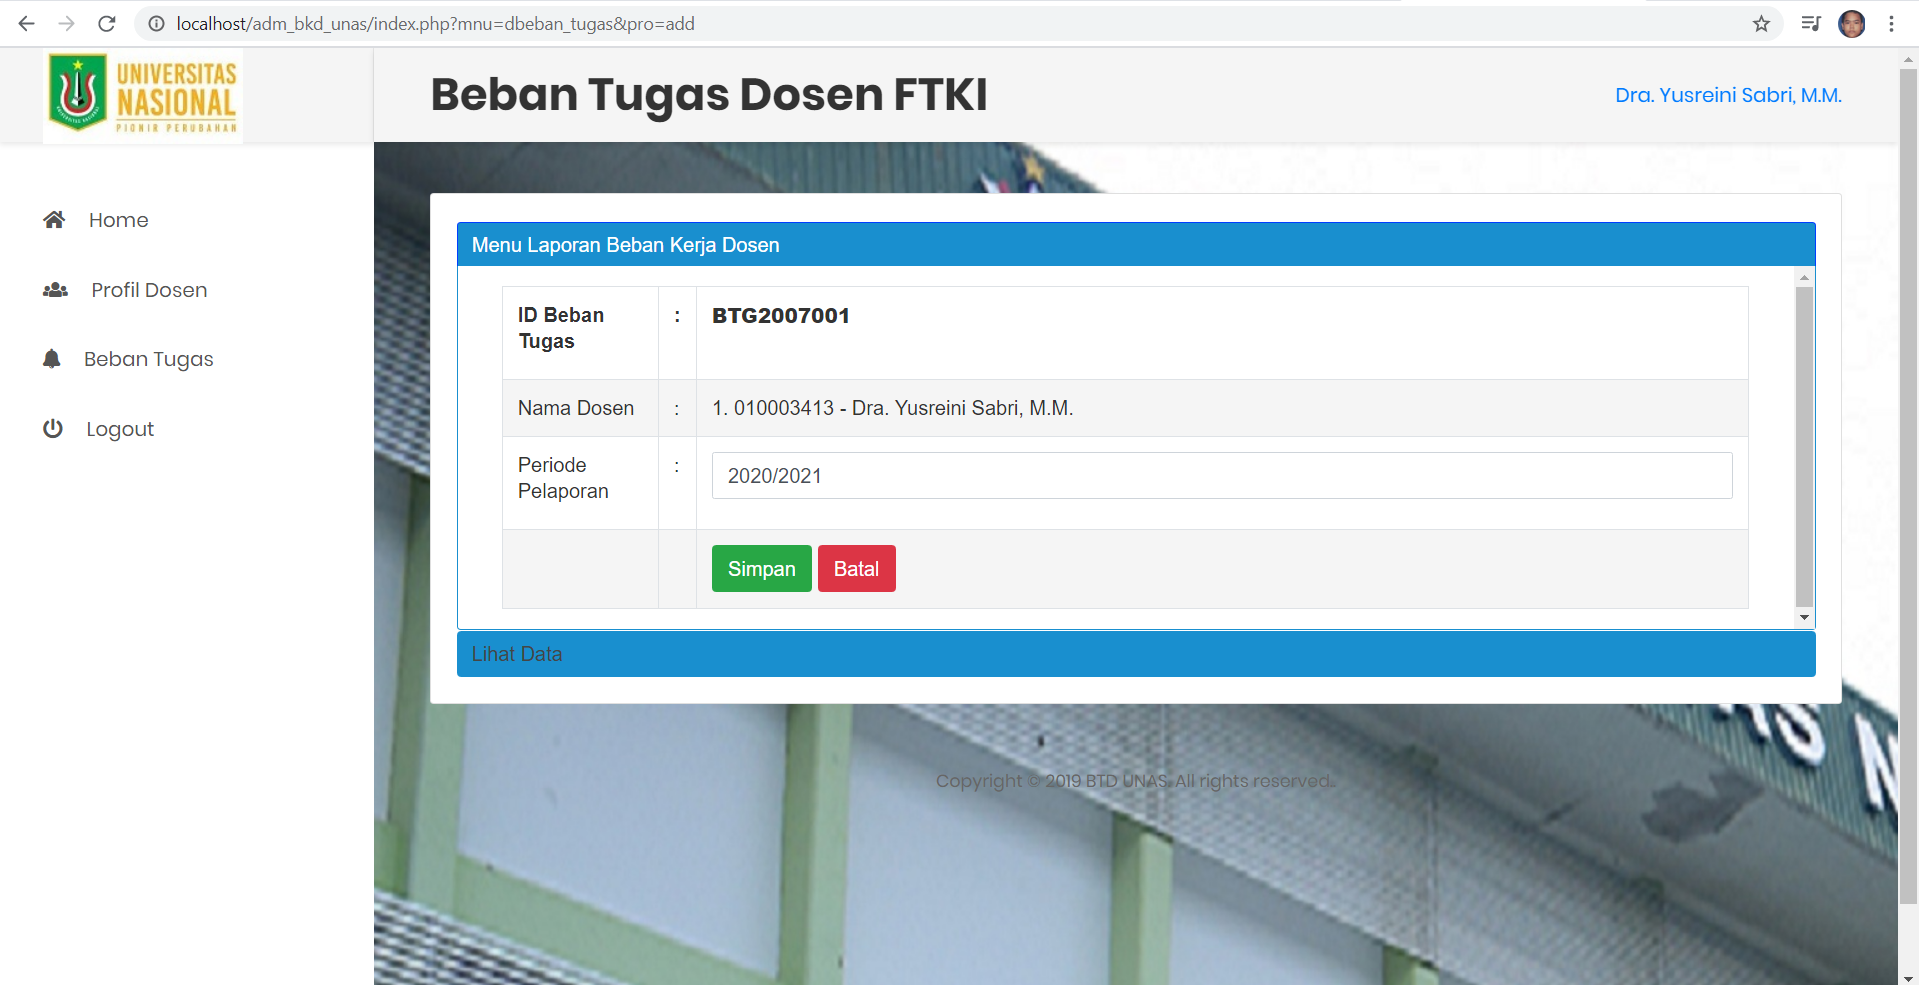 localhost/adm_bkd_unas/index.php?mnu=dbeban_tugas&pro=add
UNIVERSITAS
NASIONAL
PIONIR PERUBAHAN
Beban Tugas Dosen FTKI
Dra. Yusreini Sabri, M.M.
Home
Profil Dosen
Beban Tugas
Logout
Menu Laporan Beban Kerja Dosen
ID Beban
Tugas
:
BTG2007001
Nama Dosen
:
1. 010003413 - Dra. Yusreini Sabri, M.M.
Periode
Pelaporan
:
2020/2021
Simpan
Batal
Lihat Data
Copyright © 2019 BTD UNAS. All rights reserved..